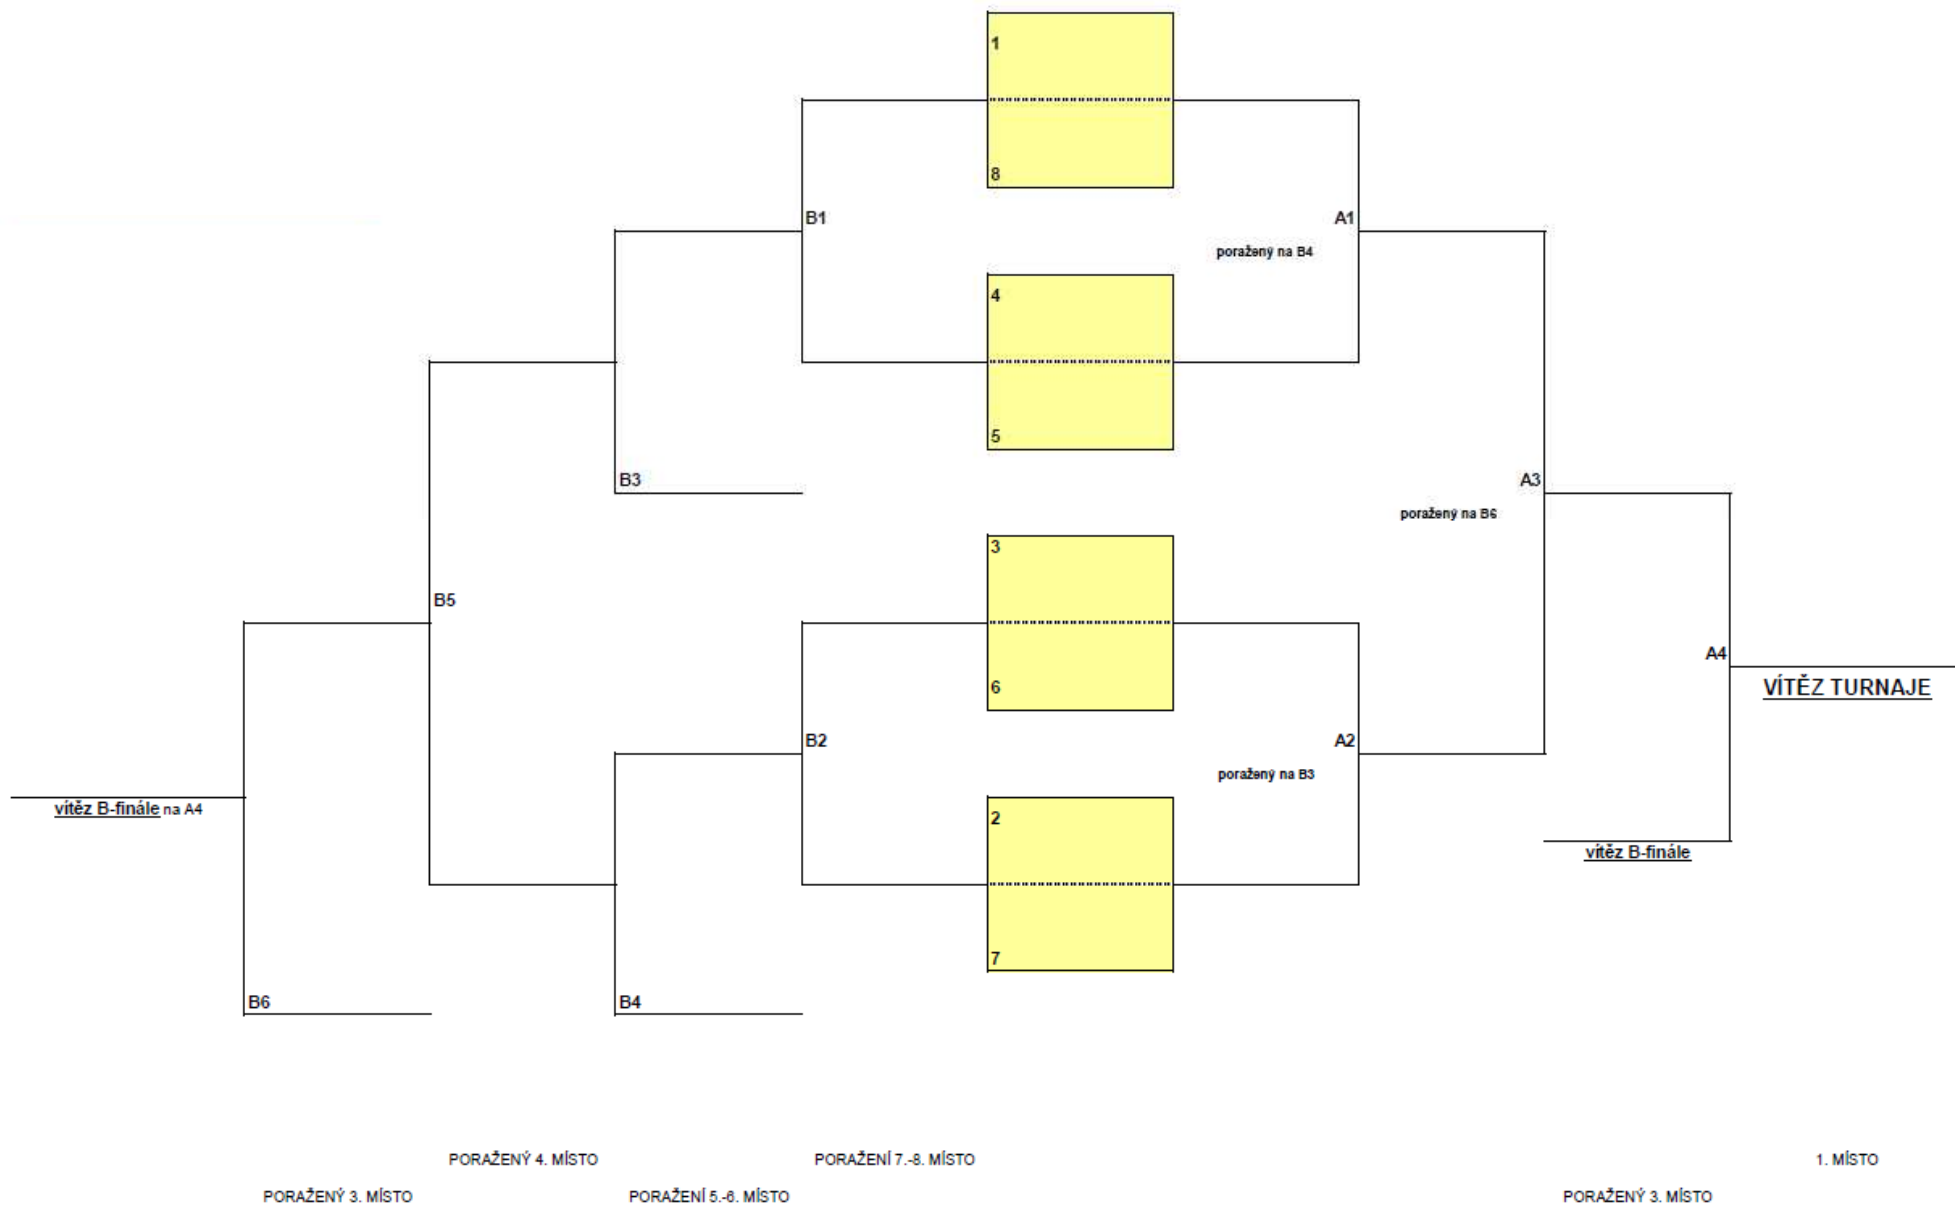 1
8
B1
A1
poražený na B4
4
5
B3
A3
poražený na B6
3
B5
6
A4
VÍTĚZ TURNAJE
B2
A2
poražený na B3
vítěz B-finále na A4
2
vítěz B-finále
7
B6
B4
PORAŽENÝ 4. MÍSTO
PORAŽENÍ 7.-8. MÍSTO
1. MÍSTO
PORAŽENÝ 3. MÍSTO
PORAŽENÍ 5.-6. MÍSTO
PORAŽENÝ 3. MÍSTO